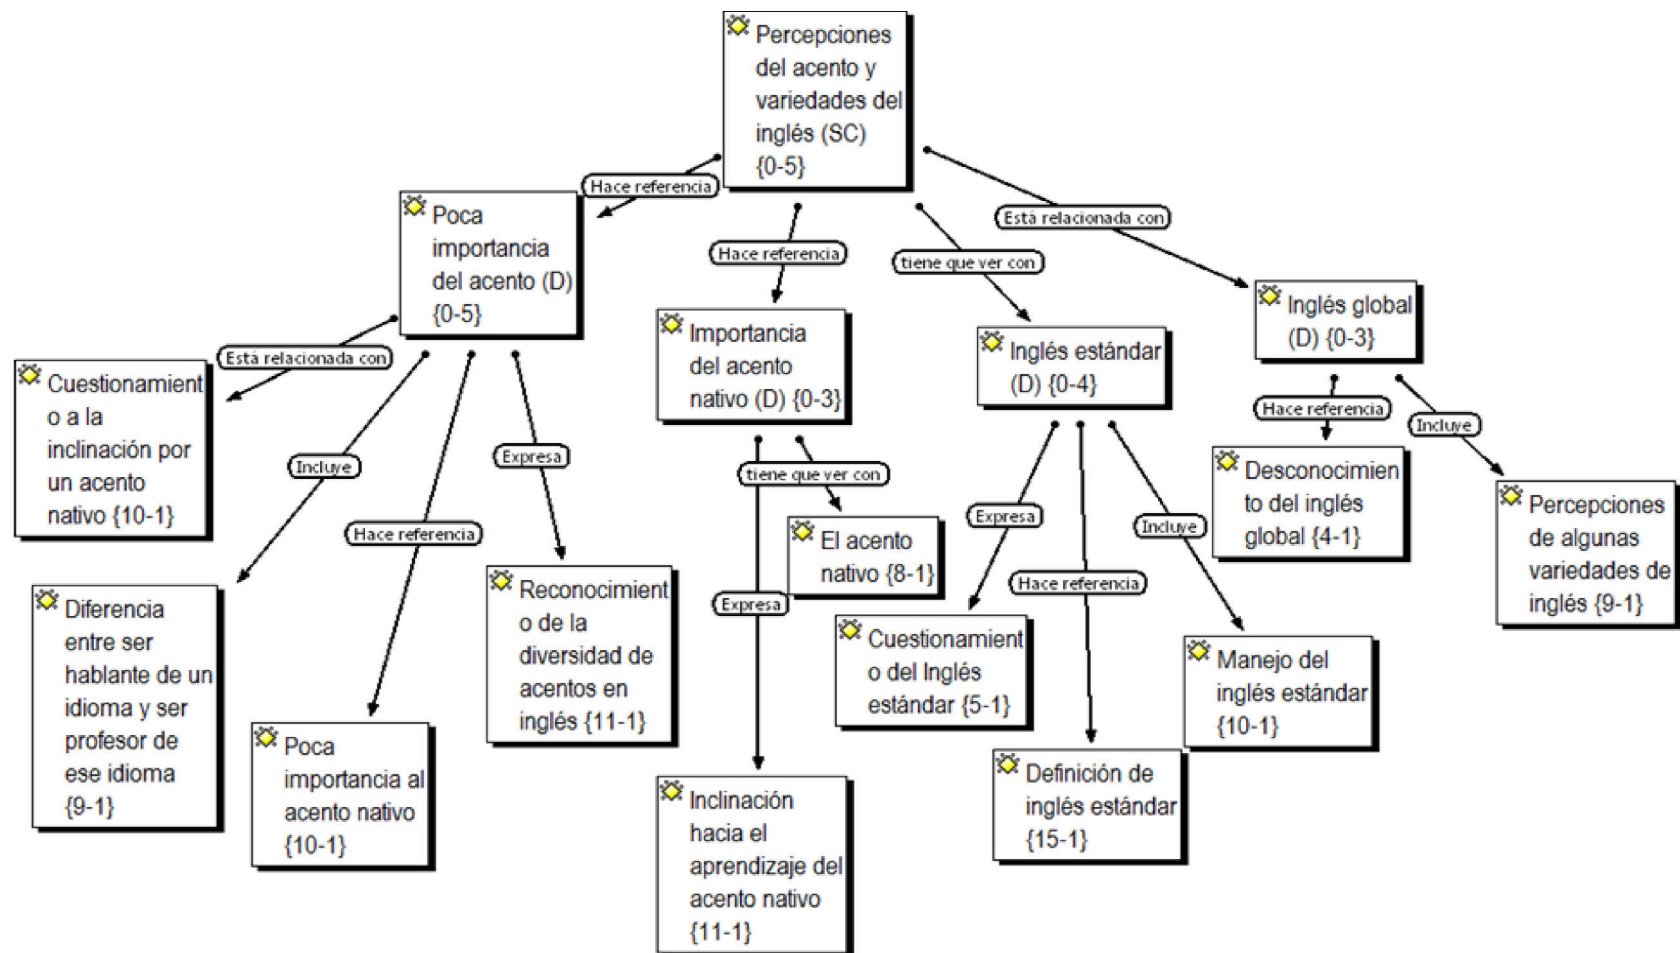 Percepciones
del acento y
variedades del
inglés (SC)
{0-5}
Hace referencia
Hace referencia
tiene que ver con
Está relacionada con
Poca
importancia
del acento (D)
{0-5}
Importancia
del acento
nativo (D) {0-3}
Inglés estándar
(D) {0-4}
Inglés global
(D) {0-3}
Está relacionada con
Incluye
Hace referencia
Expresa
Cuestionamient
o a la
inclinación por
un acento
nativo {10-1}
Diferencia
entre ser
hablante de un
idioma y ser
profesor de
ese idioma
{9-1}
Poca
importancia al
acento nativo
{10-1}
Reconocimient
o de la
diversidad de
acentos en
inglés {11-1}
tiene que ver con
Expresa
El acento
nativo {8-1}
Inclinación
hacia el
aprendizaje del
acento nativo
{11-1}
Expresa
Hace referencia
Incluye
Cuestionamient
o del Inglés
estándar {5-1}
Definición de
inglés estándar
{15-1}
Manejo del
inglés estándar
{10-1}
Hace referencia
Incluye
Desconocimien
to del inglés
global {4-1}
Percepciones
de algunas
variedades de
inglés {9-1}